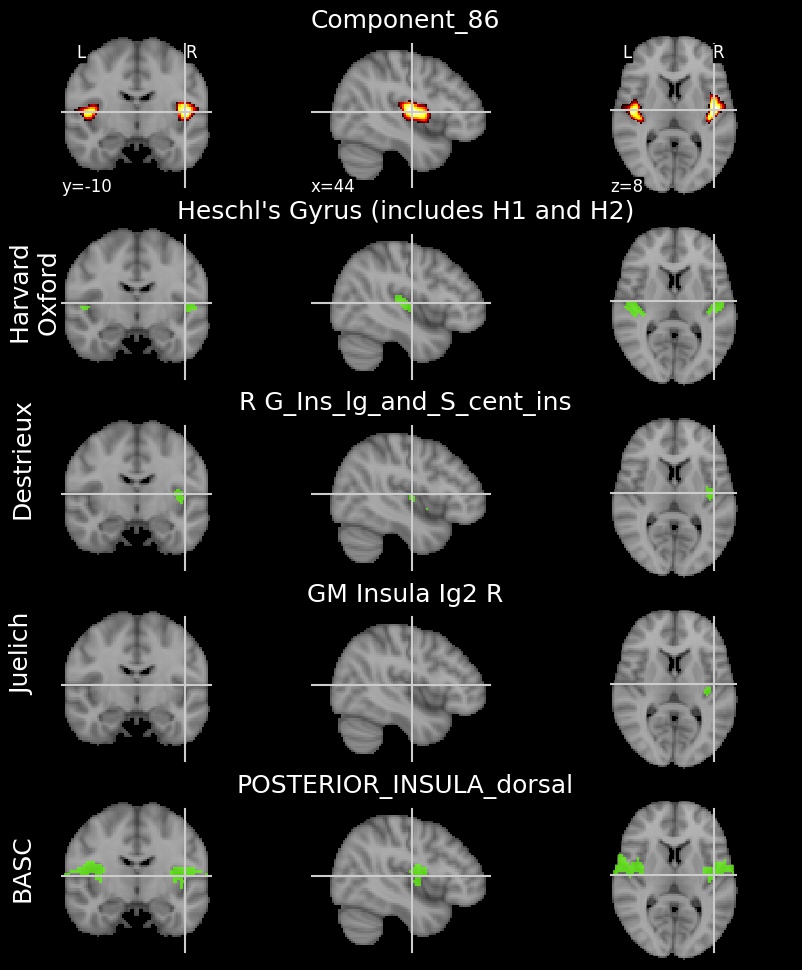 Component_86
L R
L R
y=-10
x=44
z=8
Heschl's Gyrus (includes H1 and H2)
Harvard
Oxford
R G_Ins_lg_and_S_cent_ins
Destrieux
GM Insula Ig2 R
Juelich
POSTERIOR_INSULA_dorsal
BASC